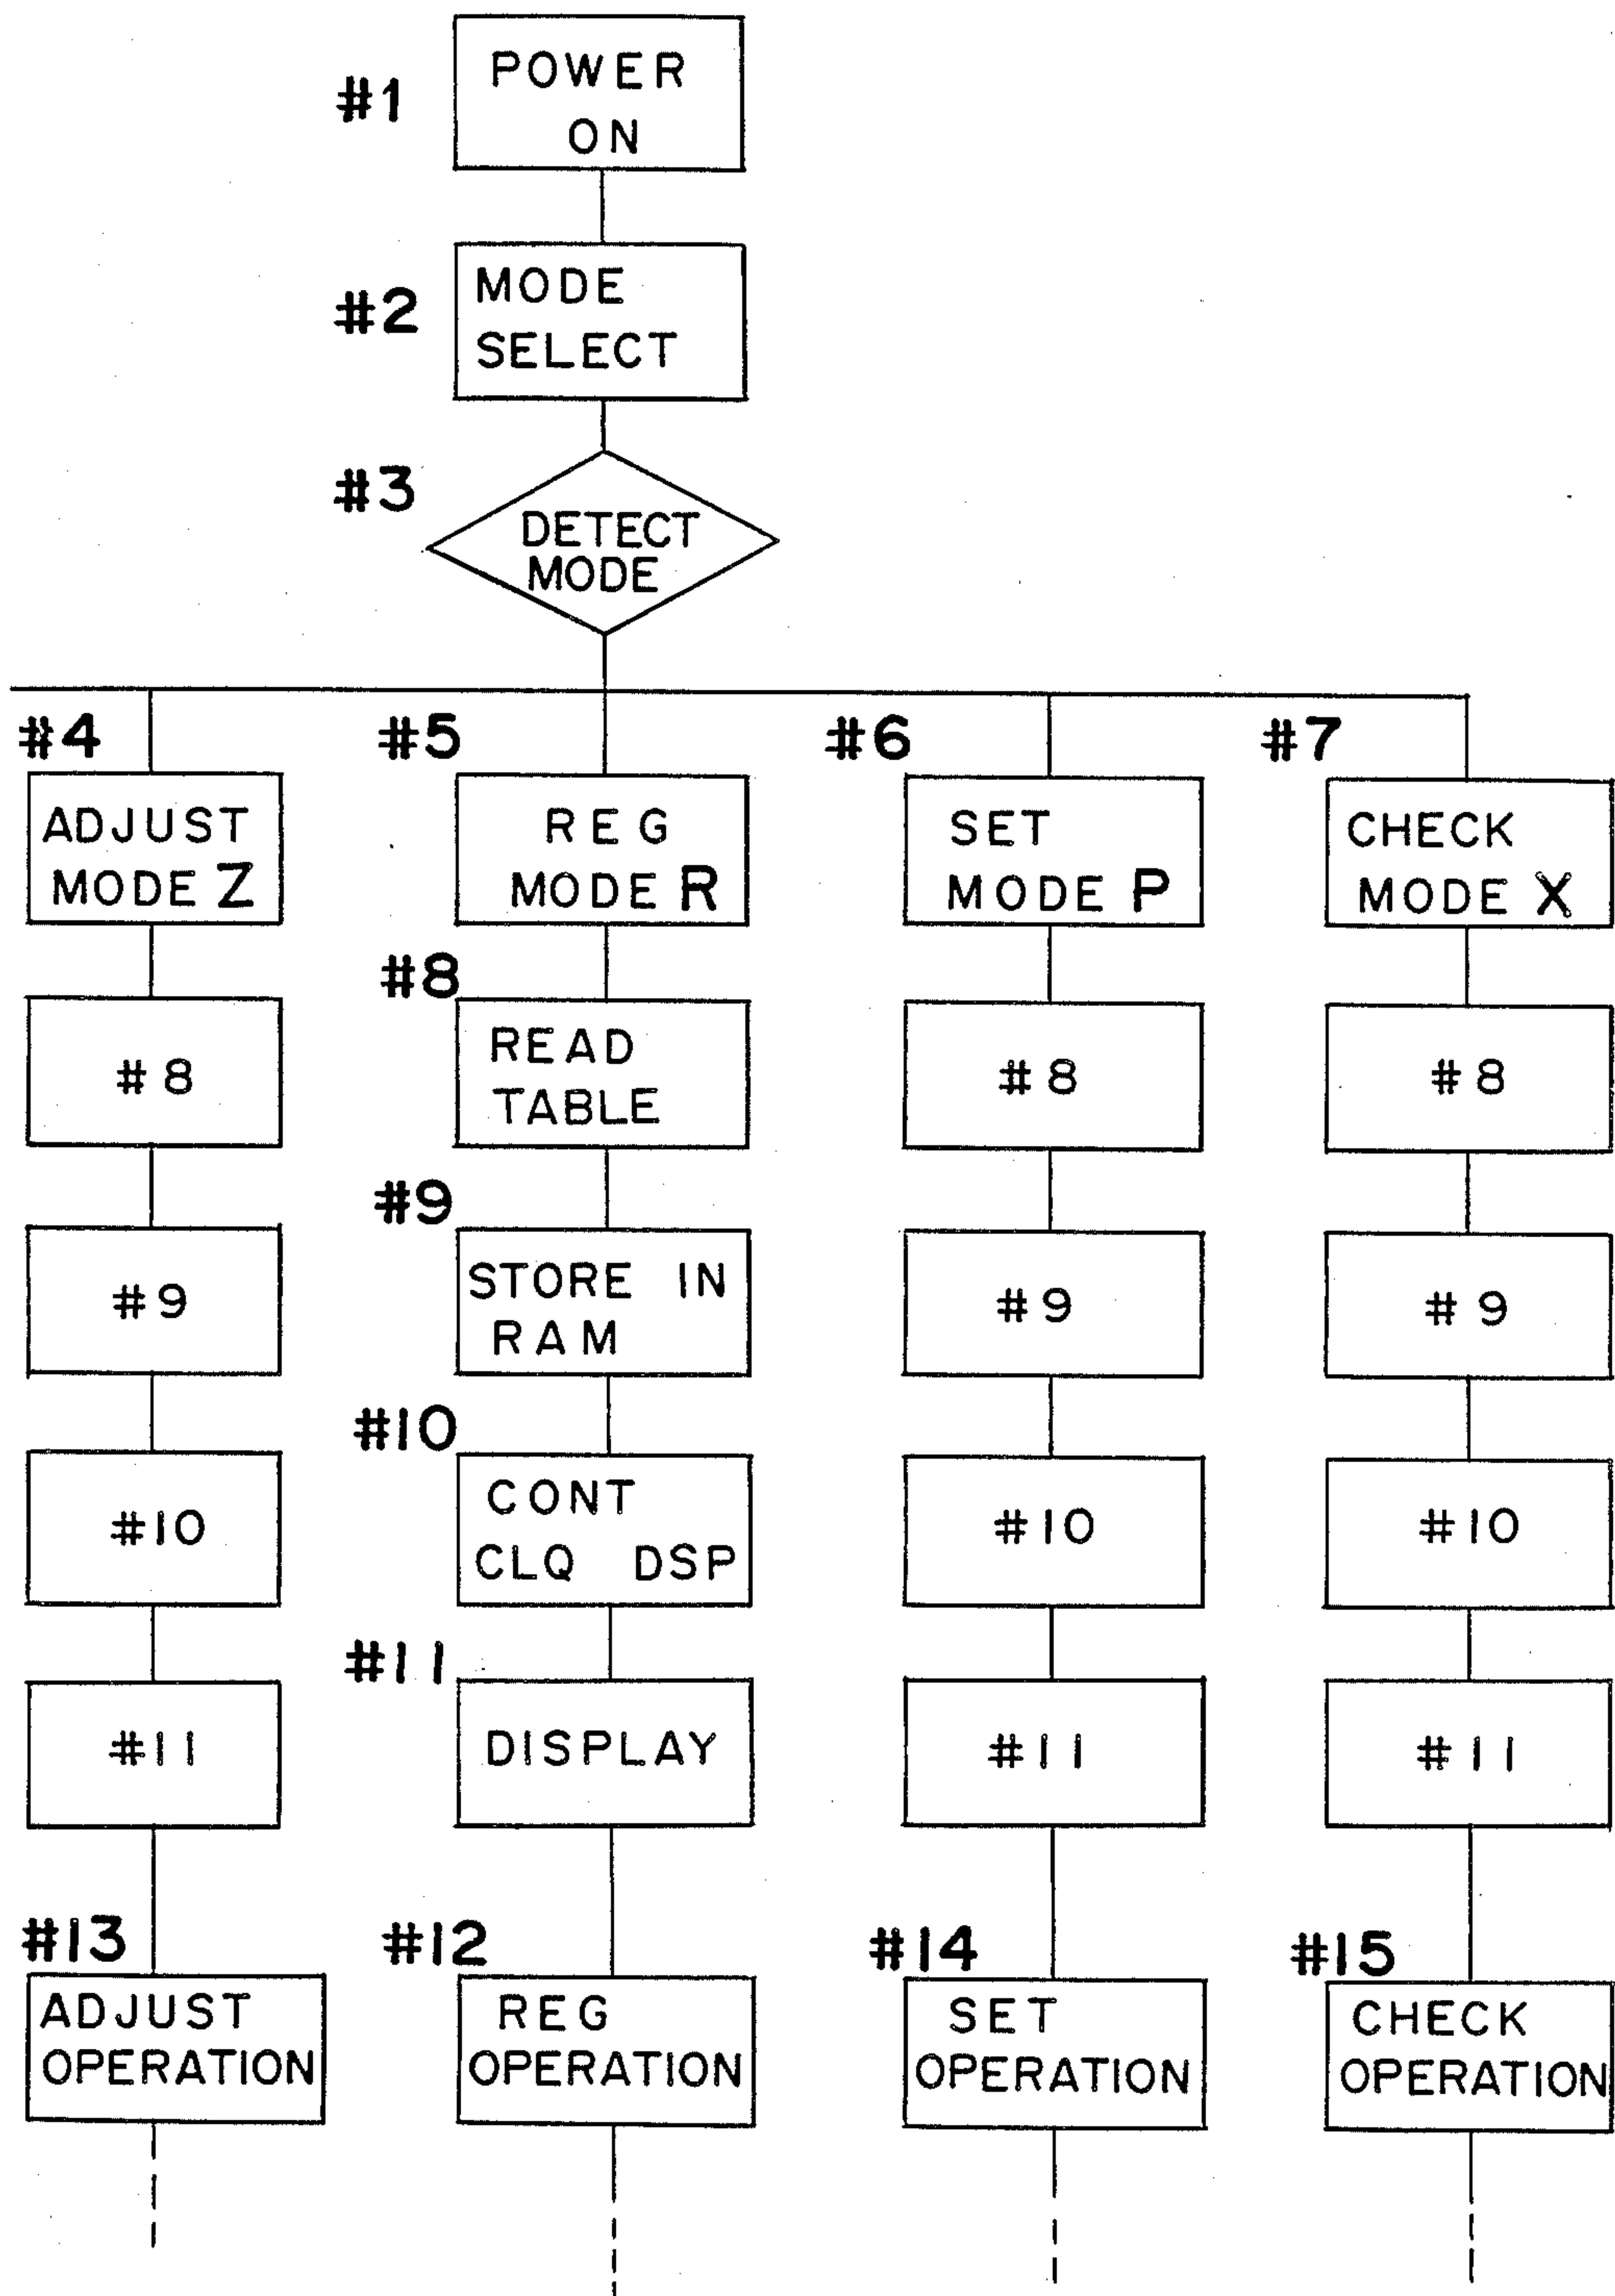 #1
POWER
ON
#2
MODE
SELECT
#3
DETECT
MODE
#4
ADJUST
MODE Z
#5
REG
MODE R
#6
SET
MODE P
#7
CHECK
MODE X
#8
#8
READ
TABLE
#8
#8
#9
#9
STORE IN
RAM
#9
#9
#10
#10
CONT
CLQ DSP
#10
#10
#11
#11
DISPLAY
#11
#11
#13
ADJUST
OPERATION
#12
REG
OPERATION
#14
SET
OPERATION
#15
CHECK
OPERATION